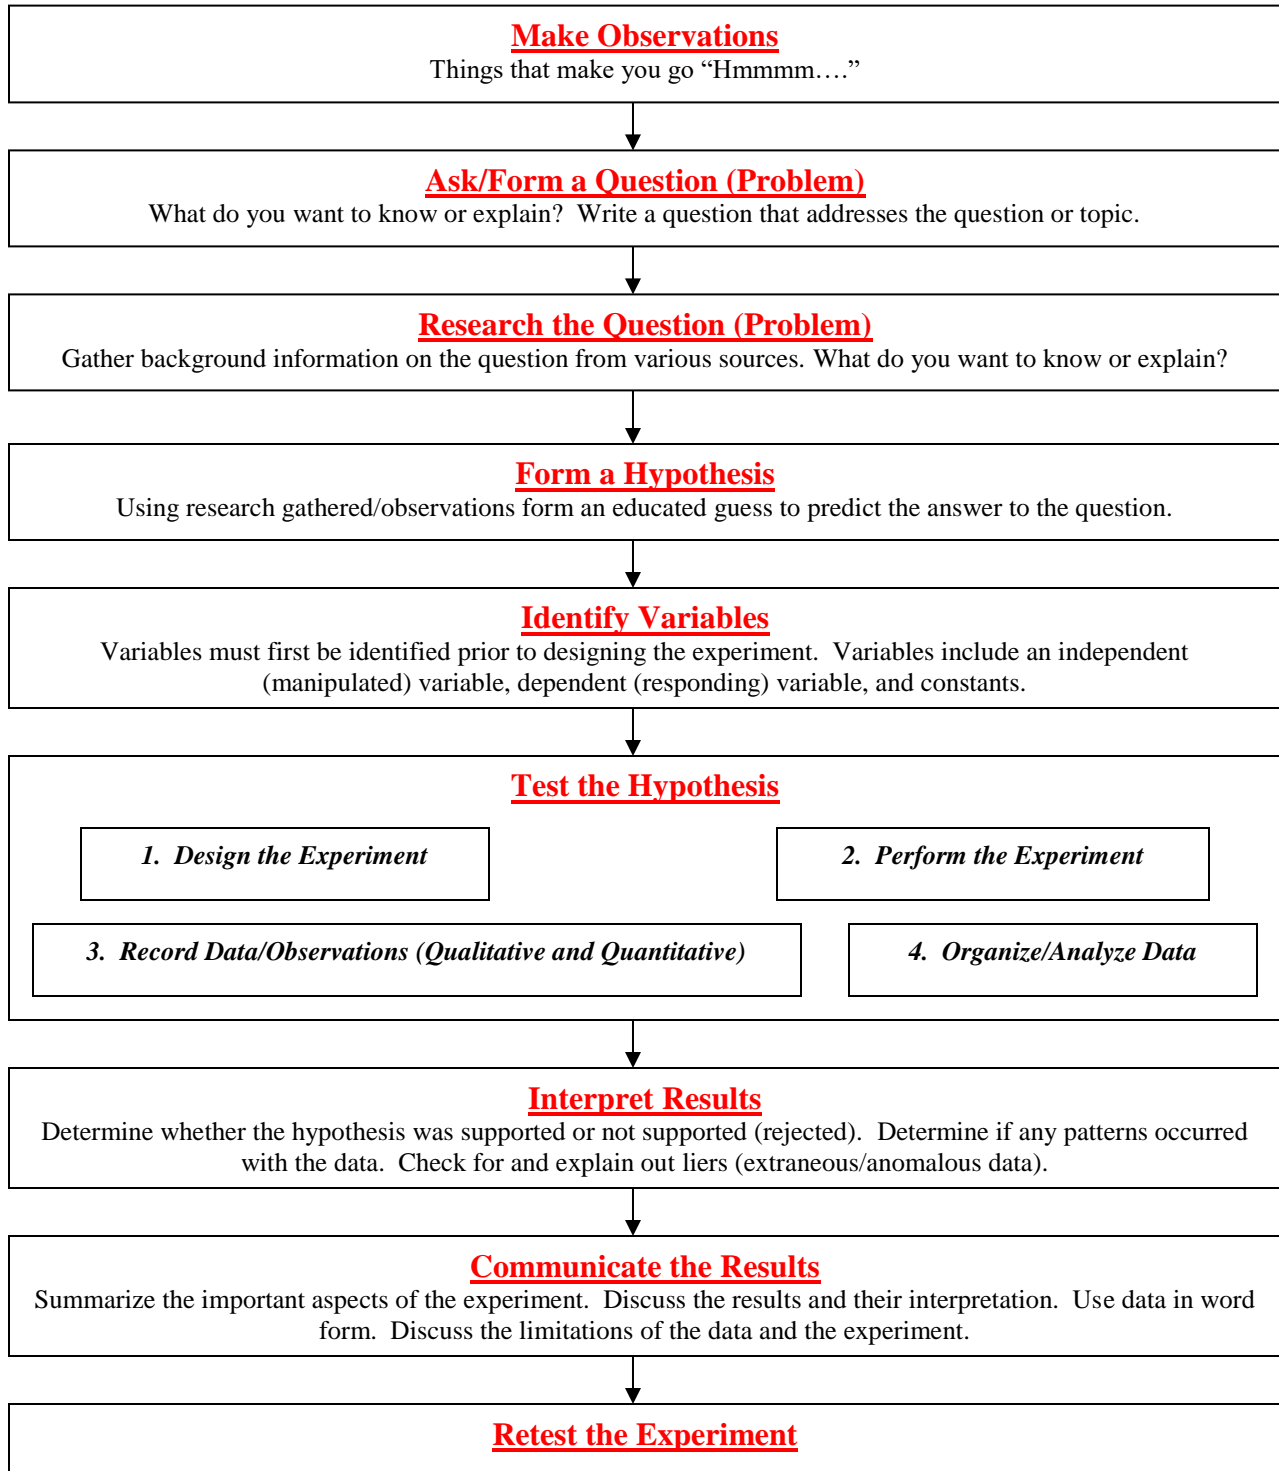 Make Observations
Things that make you go “Hmmmm….”
Ask/Form a Question (Problem)
What do you want to know or explain?  Write a question that addresses the question or topic.
Research the Question (Problem)
Gather background information on the question from various sources. What do you want to know or explain?
Form a Hypothesis
Using research gathered/observations form an educated guess to predict the answer to the question.
Identify Variables
Variables must first be identified prior to designing the experiment.  Variables include an independent
(manipulated) variable, dependent (responding) variable, and constants.
Test the Hypothesis
1.  Design the Experiment
2.  Perform the Experiment
3.  Record Data/Observations (Qualitative and Quantitative)
4.  Organize/Analyze Data
Interpret Results
Determine whether the hypothesis was supported or not supported (rejected).  Determine if any patterns occurred
with the data.  Check for and explain out liers (extraneous/anomalous data).
Communicate the Results
Summarize the important aspects of the experiment.  Discuss the results and their interpretation.  Use data in word
form.  Discuss the limitations of the data and the experiment.
Retest the Experiment